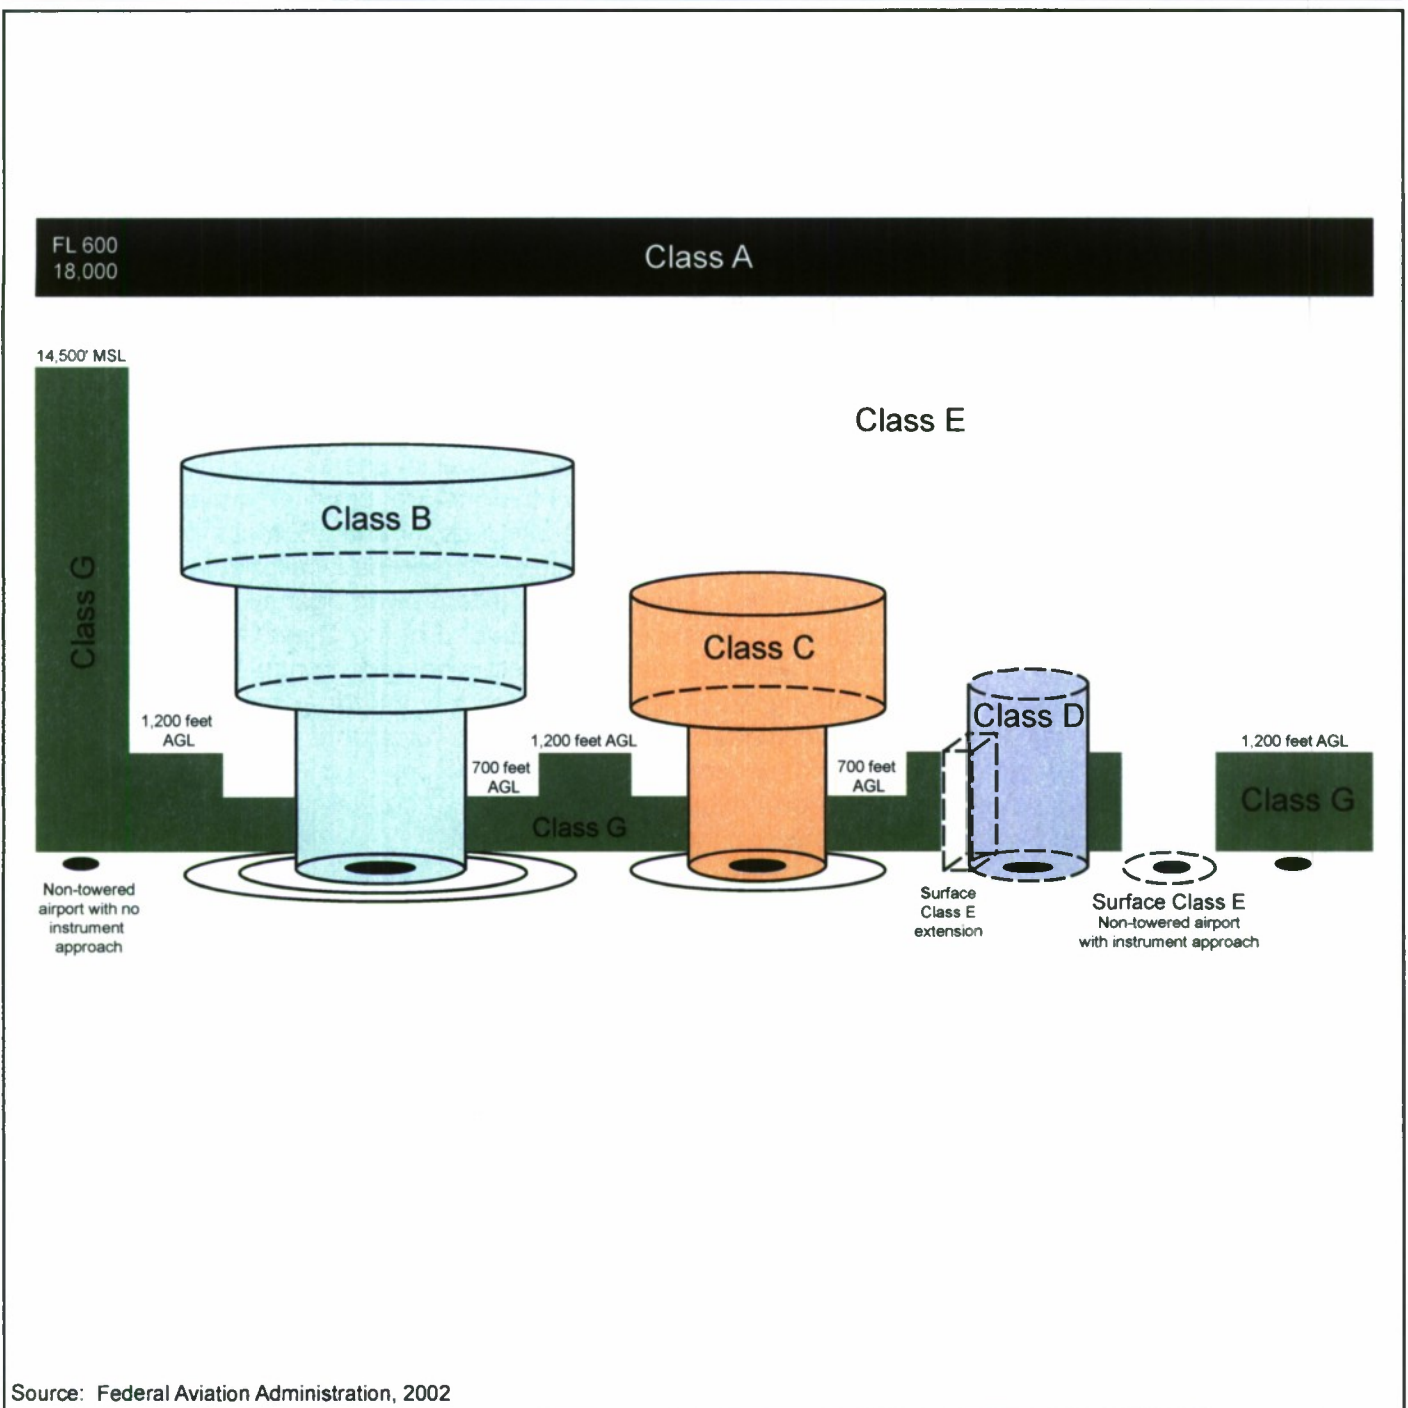 FL 600
18,000
Class A
14,500' MSL
Class E
Class B
Class G
Class C
Class D
1,200 feet
AGL
1,200 feet AGL
700 feet
AGL
700 feet
AGL
1,200 feet AGL
Class G
Class G
Non-towered
airport with no
instrument
approach
Surface
Class E
extension
Surface Class E
Non-towered airport
with instrument approach
Source: Federal Aviation Administration, 2002